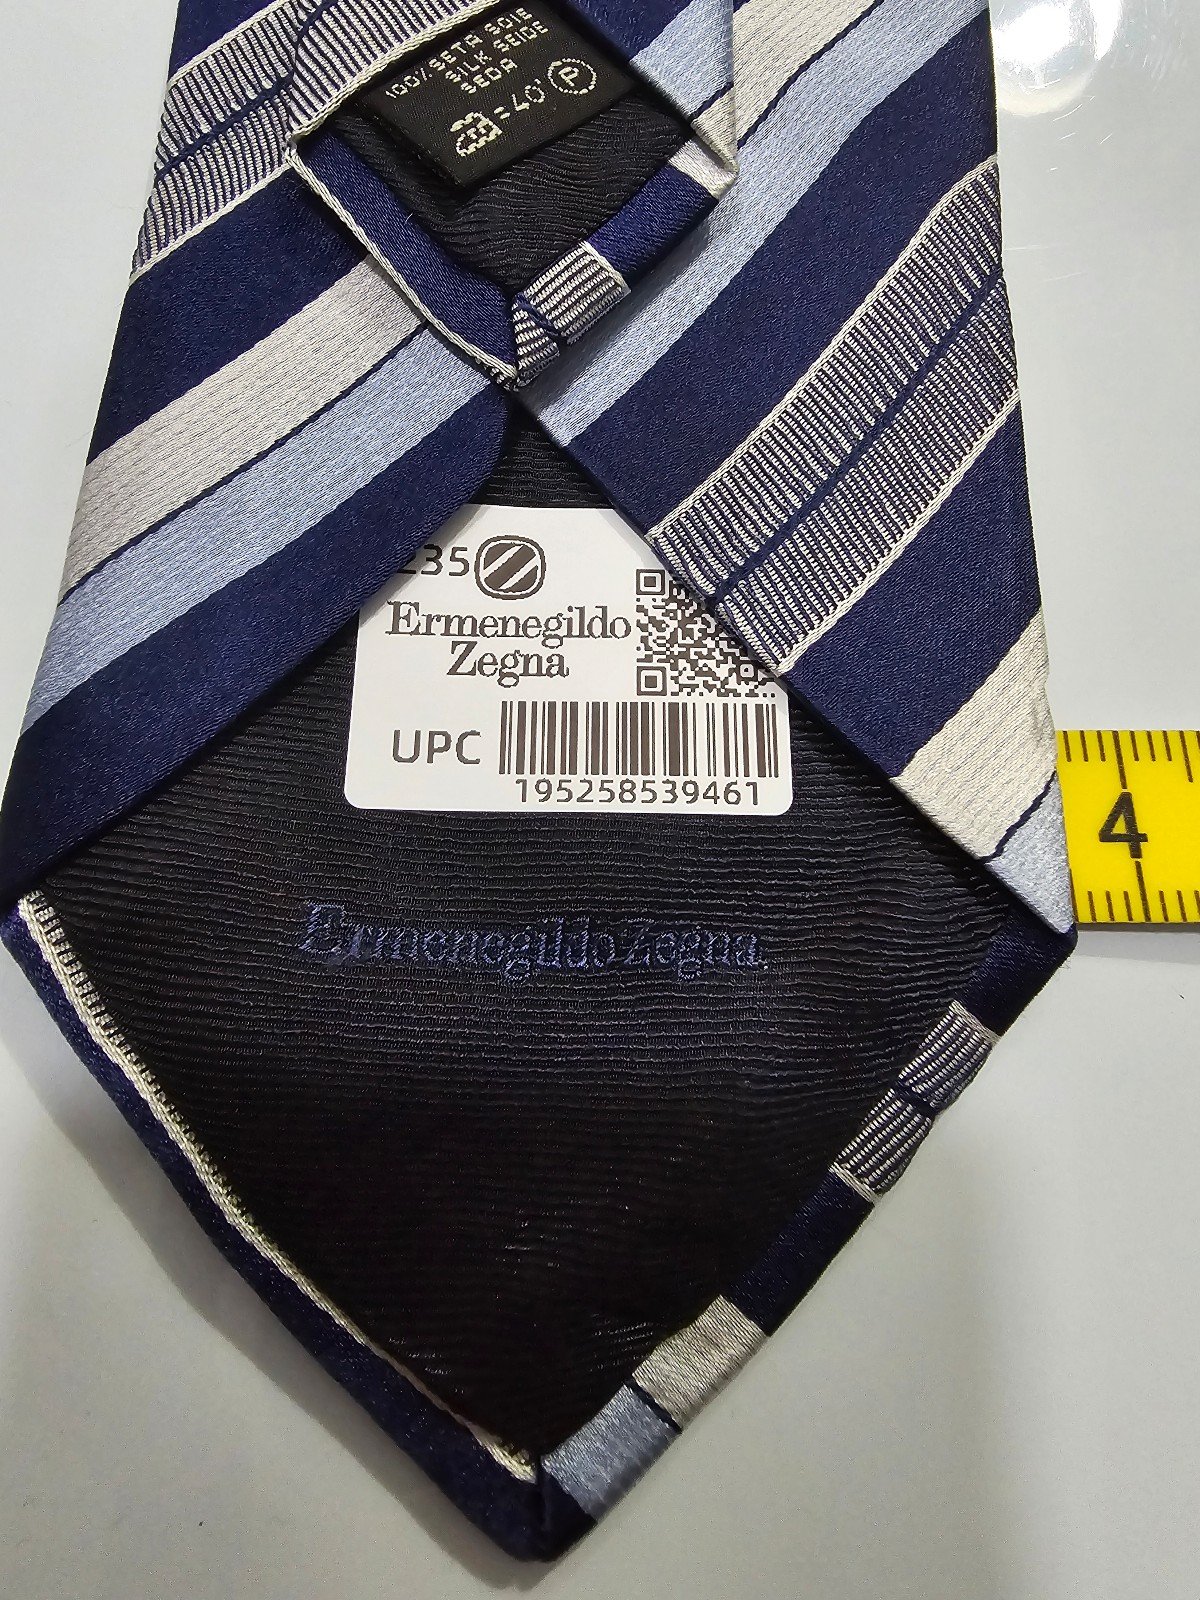 100% SETA SOIE
SILK SEIDE
SEDA
= 40° P
235
Ermenegildo
Zegna
UPC
195258539461
Ermenegildo Zegna
4